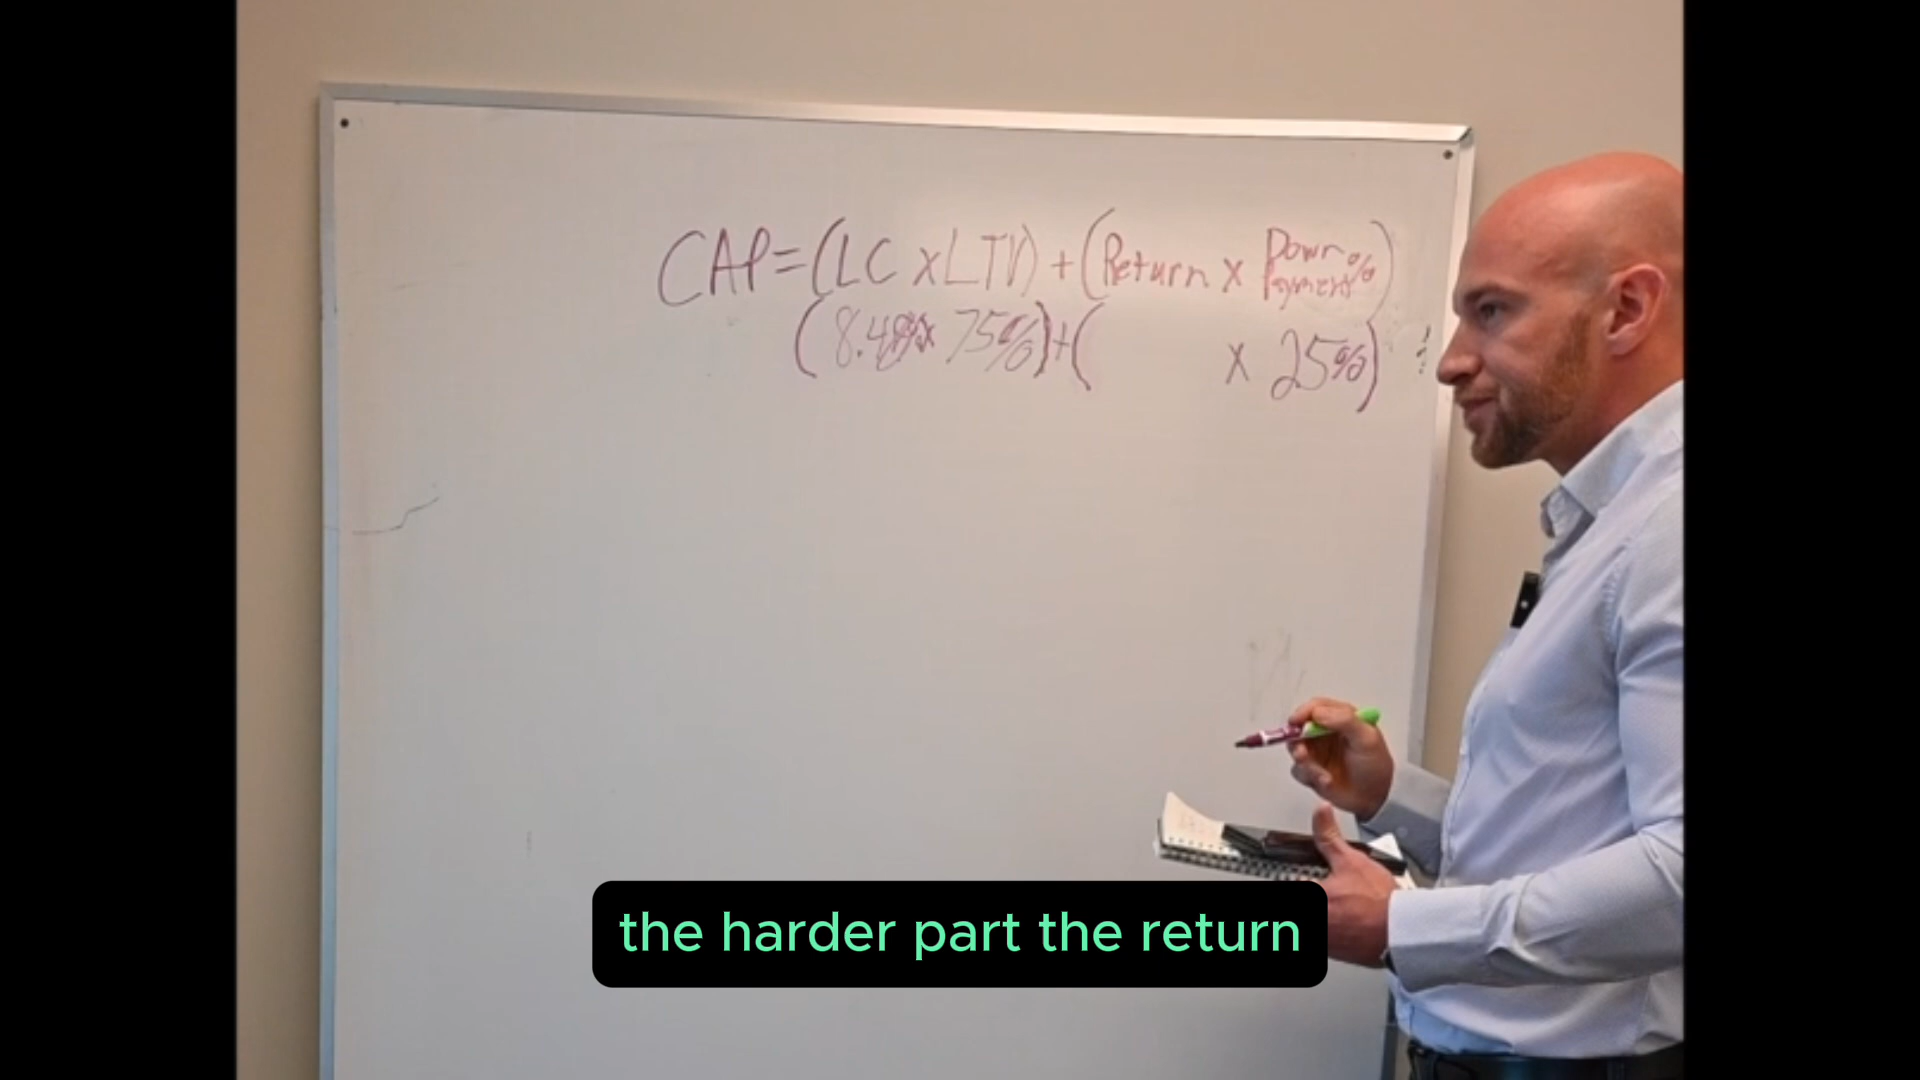 CAP=(LC x LTV) + (Return x Down Payment %)
(8.48% x 75%) + ( x 25%)
the harder part the return